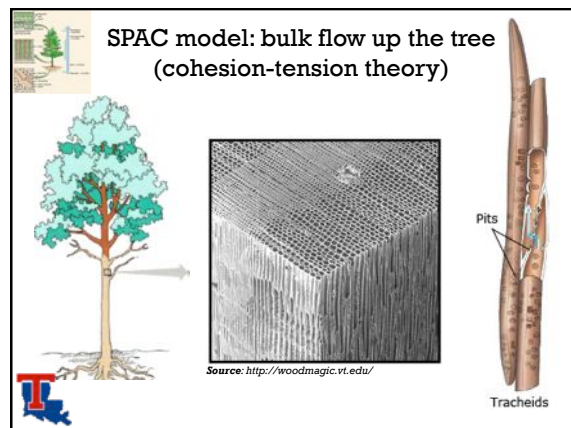 SPAC model: bulk flow up the tree
(cohesion-tension theory)
Pits
Source: http://woodmagic.vt.edu/
Tracheids
T